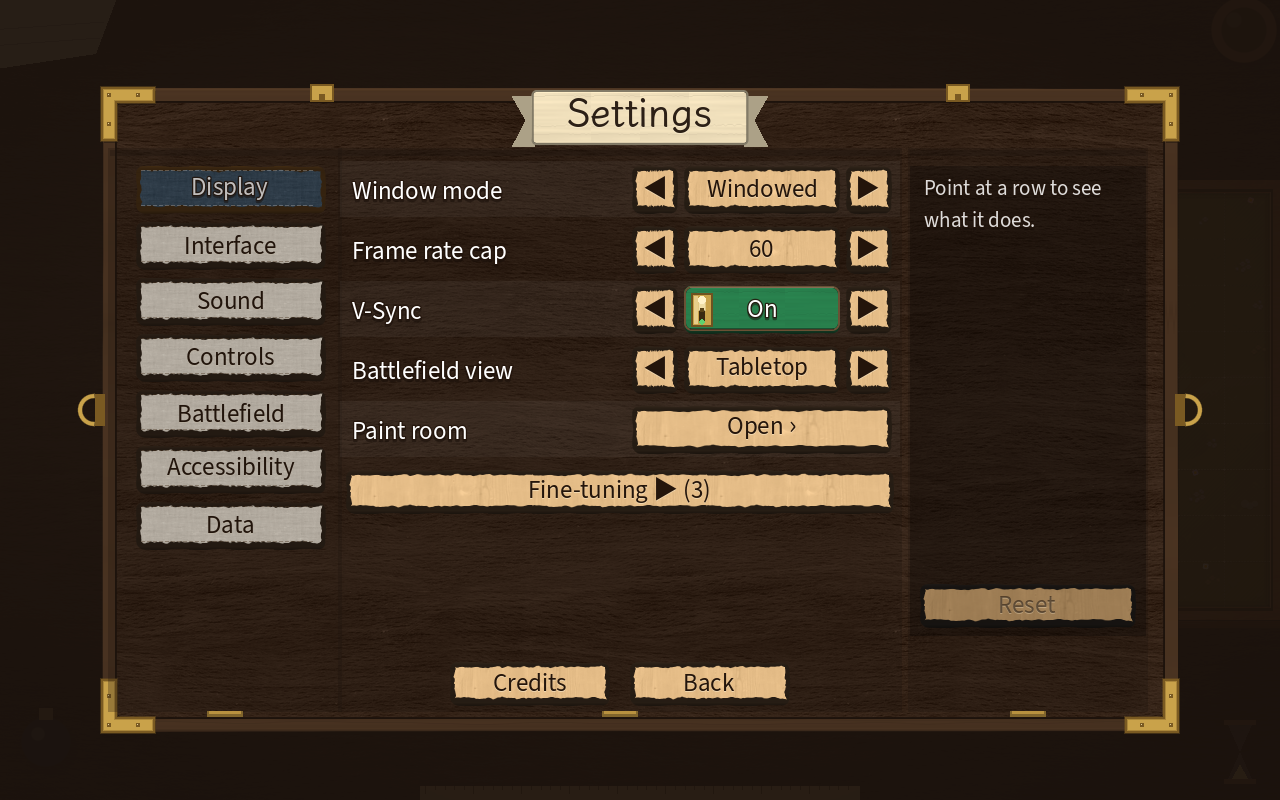 Settings
Display
Interface
Sound
Controls
Battlefield
Accessibility
Data
Window mode
Windowed
Frame rate cap
60
V-Sync
On
Battlefield view
Tabletop
Paint room
Open ›
Fine-tuning ▶ (3)
Point at a row to see
what it does.
Reset
Credits
Back